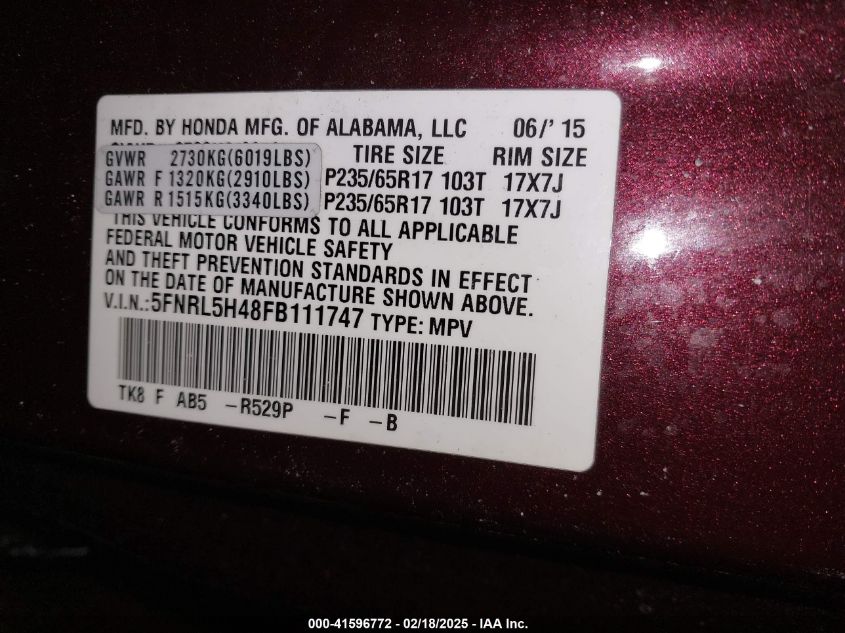 MFD. BY HONDA MFG. OF ALABAMA, LLC 06/' 15
GVWR 2730KG(6019LBS) TIRE SIZE RIM SIZE
GAWR F 1320KG(2910LBS) P235/65R17 103T 17X7J
GAWR R 1515KG(3340LBS) P235/65R17 103T 17X7J
THIS VEHICLE CONFORMS TO ALL APPLICABLE
FEDERAL MOTOR VEHICLE SAFETY
AND THEFT PREVENTION STANDARDS IN EFFECT
ON THE DATE OF MANUFACTURE SHOWN ABOVE.
V.I.N.:5FNRL5H48FB111747 TYPE: MPV
TK8 F AB5 -R529P -F -B
000-41596772 - 02/18/2025 - IAA Inc.